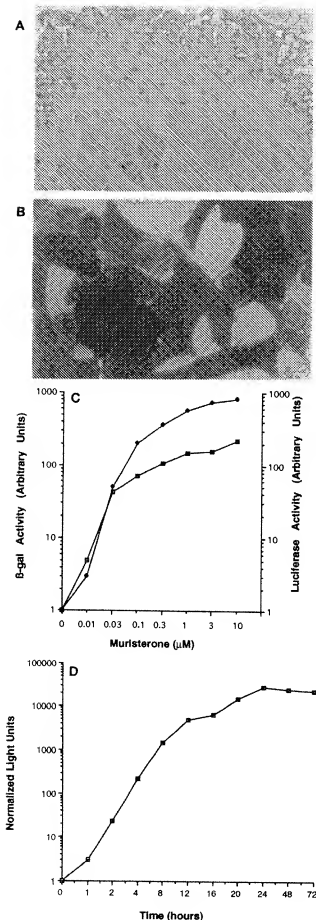 A
B
C
1000
100
10
1
ß-gal Activity (Arbitrary Units)
1000
100
10
1
Luciferase Activity (Arbitrary Units)
0 0.01 0.03 0.1 0.3 1 3 10
Muristerone (µM)
D
100000
10000
1000
100
10
1
Normalized Light Units
0 1 2 4 8 12 16 20 24 48 72
Time (hours)